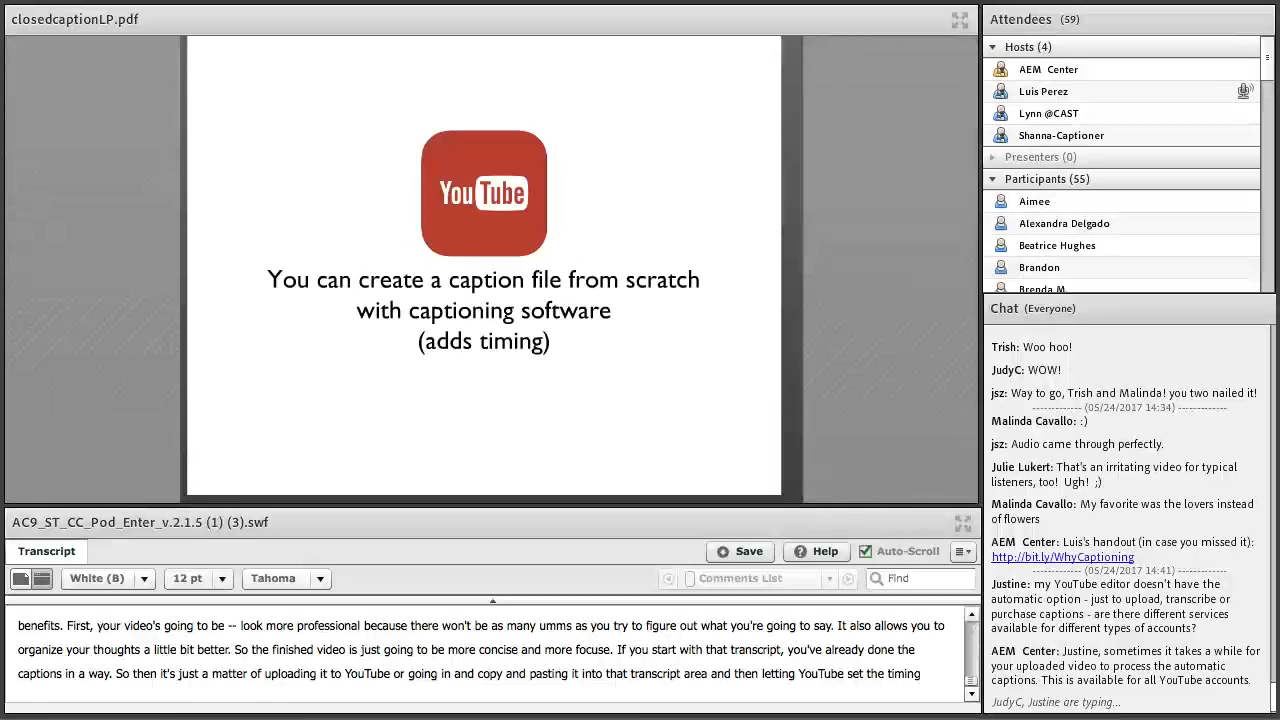 closedcaptionLP.pdf
YouTube
You can create a caption file from scratch
with captioning software
(adds timing)
AC9_ST_CC_Pod_Enter_v.2.1.5 (1) (3).swf
Transcript
Save
Help
Auto-Scroll
White (B)
12 pt
Tahoma
Comments List
Find
benefits. First, your video's going to be -- look more professional because there won't be as many umms as you try to figure out what you're going to say. It also allows you to
organize your thoughts a little bit better. So the finished video is just going to be more concise and more focuse. If you start with that transcript, you've already done the
captions in a way. So then it's just a matter of uploading it to YouTube or going in and copy and pasting it into that transcript area and then letting YouTube set the timing
Attendees (59)
Hosts (4)
AEM Center
Luis Perez
Lynn @CAST
Shanna-Captioner
Presenters (0)
Participants (55)
Aimee
Alexandra Delgado
Beatrice Hughes
Brandon
Brenda M.
Chat (Everyone)
Trish: Woo hoo!
JudyC: WOW!
jsz: Way to go, Trish and Malinda! you two nailed it!
------------- (05/24/2017 14:34) -------------
Malinda Cavallo: :)
jsz: Audio came through perfectly.
Julie Lukert: That's an irritating video for typical
listeners, too! Ugh! ;)
Malinda Cavallo: My favorite was the lovers instead
of flowers
AEM Center: Luis's handout (in case you missed it):
http://bit.ly/WhyCaptioning
------------- (05/24/2017 14:41) -------------
Justine: my YouTube editor doesn't have the
automatic option - just to upload, transcribe or
purchase captions - are there different services
available for different types of accounts?
AEM Center: Justine, sometimes it takes a while for
your uploaded video to process the automatic
captions. This is available for all YouTube accounts.
JudyC, Justine are typing...